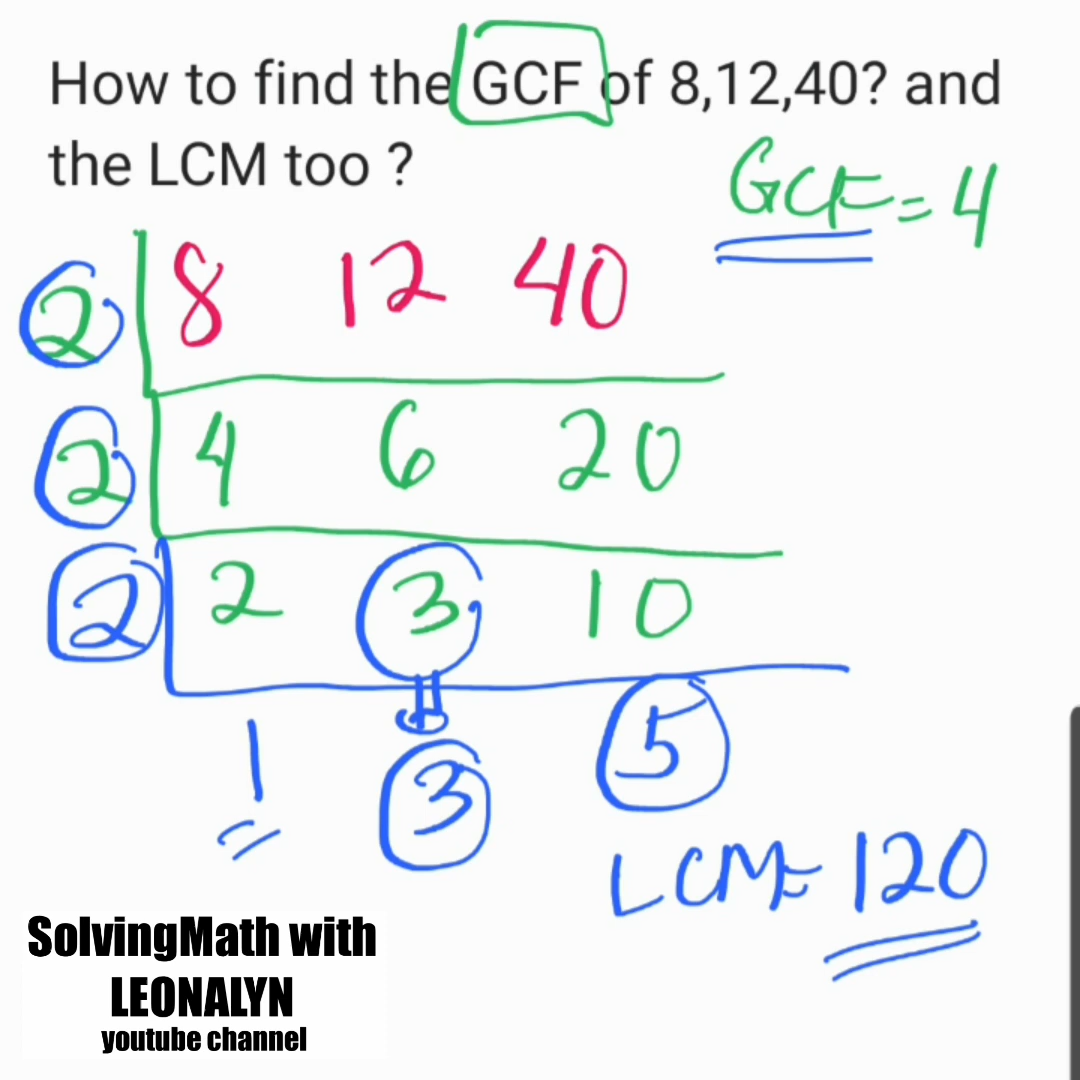 How to find the GCF of 8,12,40? and
the LCM too ?
GCF = 4
2 8 12 40
2 4 6 20
2 2 3 10
1 3 5
LCM = 120
SolvingMath with
LEONALYN
youtube channel